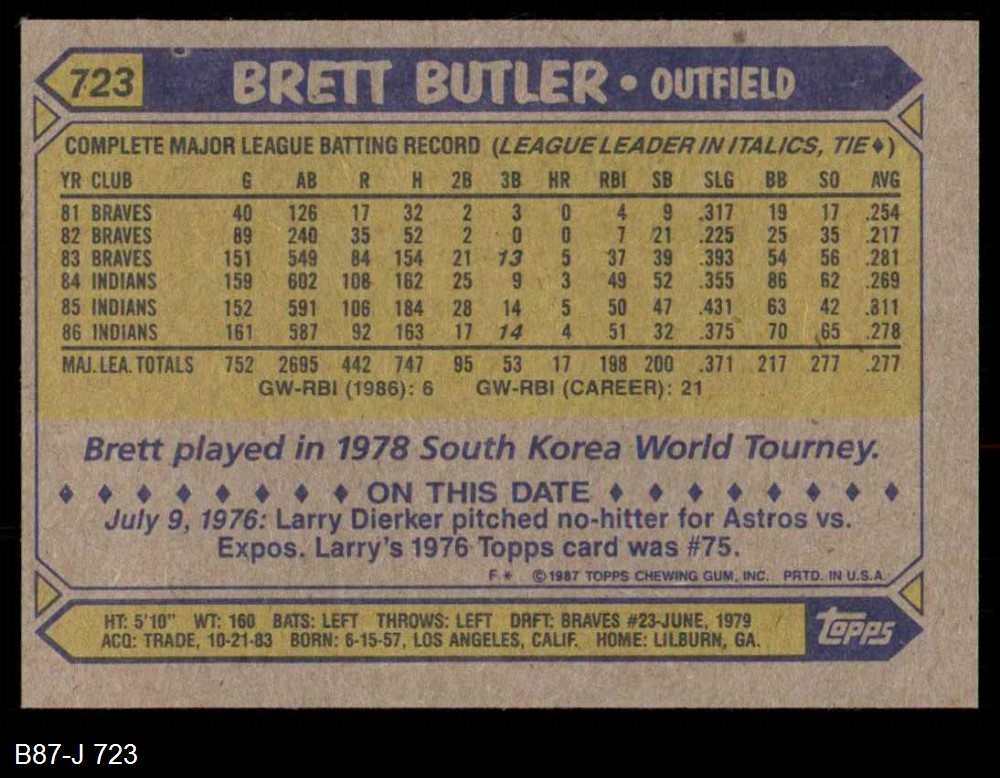 723 BRETT BUTLER • OUTFIELD
COMPLETE MAJOR LEAGUE BATTING RECORD (LEAGUE LEADER IN ITALICS, TIE♦)
YR CLUB G AB R H 2B 3B HR RBI SB SLG BB SO AVG
81 BRAVES 40 126 17 32 2 3 0 4 9 .317 19 17 .254
82 BRAVES 89 240 35 52 2 0 0 7 21 .225 25 35 .217
83 BRAVES 151 549 84 154 21 13 5 37 39 .393 54 56 .281
84 INDIANS 159 602 108 162 25 9 3 49 52 .355 86 62 .269
85 INDIANS 152 591 106 184 28 14 5 50 47 .431 63 42 .311
86 INDIANS 161 587 92 163 17 14 4 51 32 .375 70 65 .278
MAJ. LEA. TOTALS 752 2695 442 747 95 53 17 198 200 .371 217 277 .277
GW-RBI (1986): 6 GW-RBI (CAREER): 21
Brett played in 1978 South Korea World Tourney.
♦ ♦ ♦ ♦ ♦ ♦ ♦ ♦ ON THIS DATE ♦ ♦ ♦ ♦ ♦ ♦ ♦ ♦
July 9, 1976: Larry Dierker pitched no-hitter for Astros vs.
Expos. Larry's 1976 Topps card was #75.
F* ©1987 TOPPS CHEWING GUM, INC. PRTD. IN U.S.A.
HT: 5'10" WT: 160 BATS: LEFT THROWS: LEFT DRFT: BRAVES #23-JUNE, 1979
ACQ: TRADE, 10-21-83 BORN: 6-15-57, LOS ANGELES, CALIF. HOME: LILBURN, GA.
TOPPS
B87-J 723